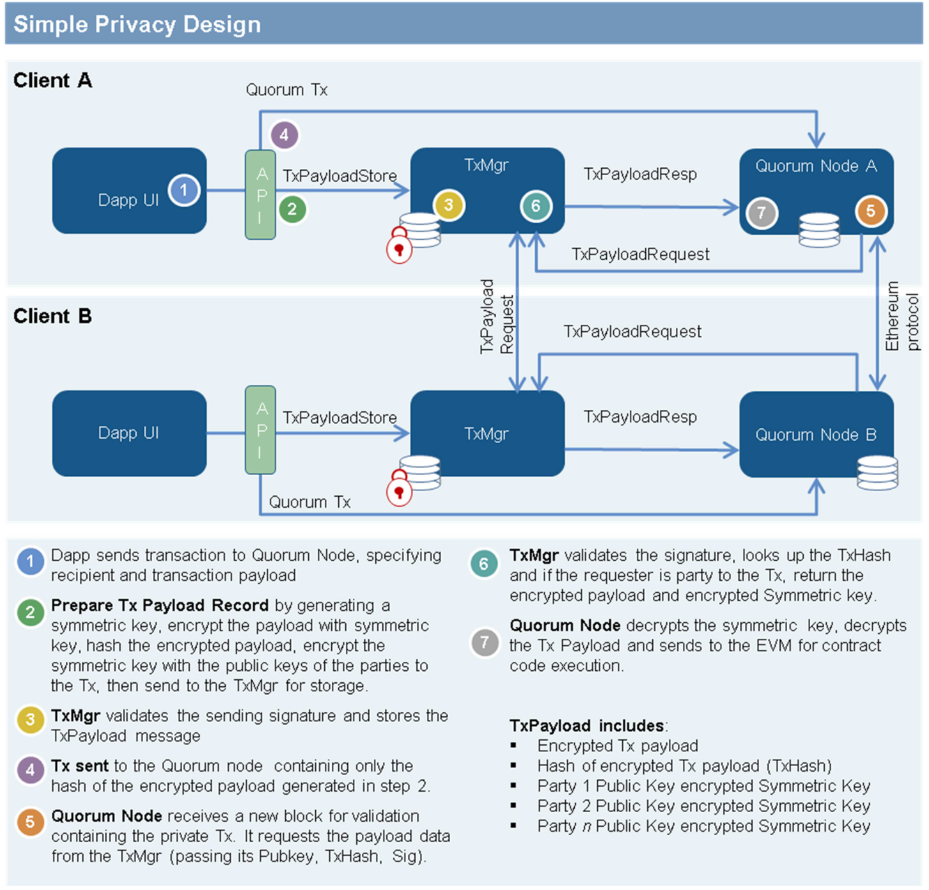 Simple Privacy Design
Client A
Quorum Tx
4
Dapp UI
1
API
TxPayloadStore
2
TxMgr
3
6
TxPayloadResp
Quorum Node A
7
5
TxPayloadRequest
TxPayload
Request
Ethereum
protocol
Client B
TxPayloadRequest
Dapp UI
API
TxPayloadStore
TxMgr
TxPayloadResp
Quorum Node B
Quorum Tx
1
Dapp sends transaction to Quorum Node, specifying
recipient and transaction payload
2
Prepare Tx Payload Record by generating a
symmetric key, encrypt the payload with symmetric
key, hash the encrypted payload, encrypt the
symmetric key with the public keys of the parties to
the Tx, then send to the TxMgr for storage.
3
TxMgr validates the sending signature and stores the
TxPayload message
4
Tx sent to the Quorum node containing only the
hash of the encrypted payload generated in step 2.
5
Quorum Node receives a new block for validation
containing the private Tx. It requests the payload data
from the TxMgr (passing its Pubkey, TxHash, Sig).
6
TxMgr validates the signature, looks up the TxHash
and if the requester is party to the Tx, return the
encrypted payload and encrypted Symmetric key.
7
Quorum Node decrypts the symmetric key, decrypts
the Tx Payload and sends to the EVM for contract
code execution.
TxPayload includes:
▪ Encrypted Tx payload
▪ Hash of encrypted Tx payload (TxHash)
▪ Party 1 Public Key encrypted Symmetric Key
▪ Party 2 Public Key encrypted Symmetric Key
▪ Party n Public Key encrypted Symmetric Key